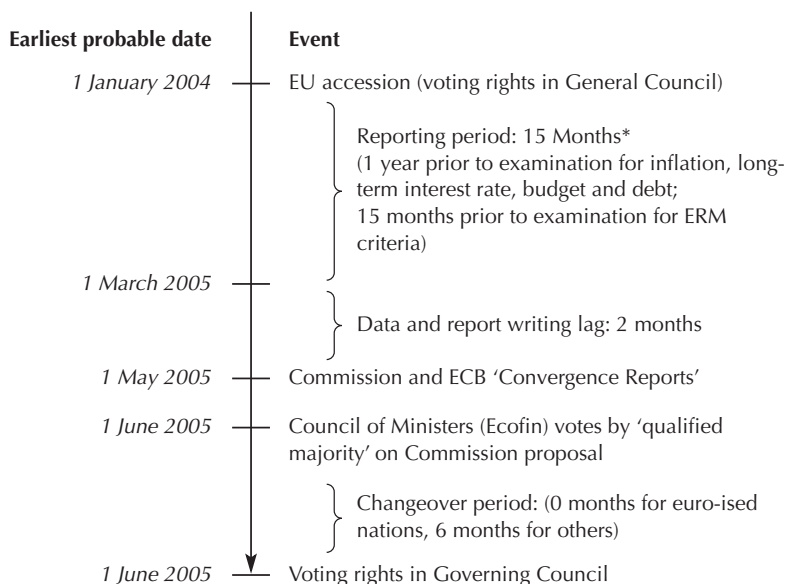 Earliest probable date Event
1 January 2004 EU accession (voting rights in General Council)
Reporting period: 15 Months*
(1 year prior to examination for inflation, long-
term interest rate, budget and debt;
15 months prior to examination for ERM
criteria)
1 March 2005
Data and report writing lag: 2 months
1 May 2005 Commission and ECB ‘Convergence Reports’
1 June 2005 Council of Ministers (Ecofin) votes by ‘qualified
majority’ on Commission proposal
Changeover period: (0 months for euro-ised
nations, 6 months for others)
1 June 2005 Voting rights in Governing Council